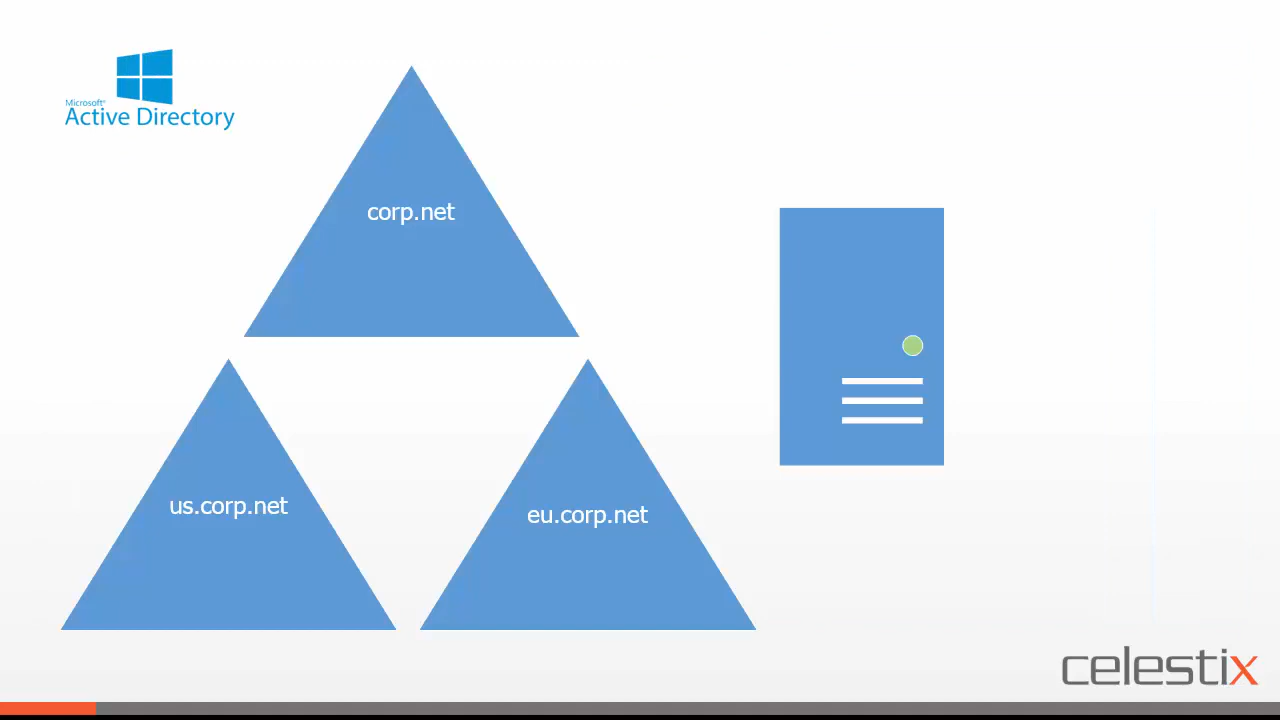 Microsoft®
Active Directory
corp.net
us.corp.net
eu.corp.net
celestix